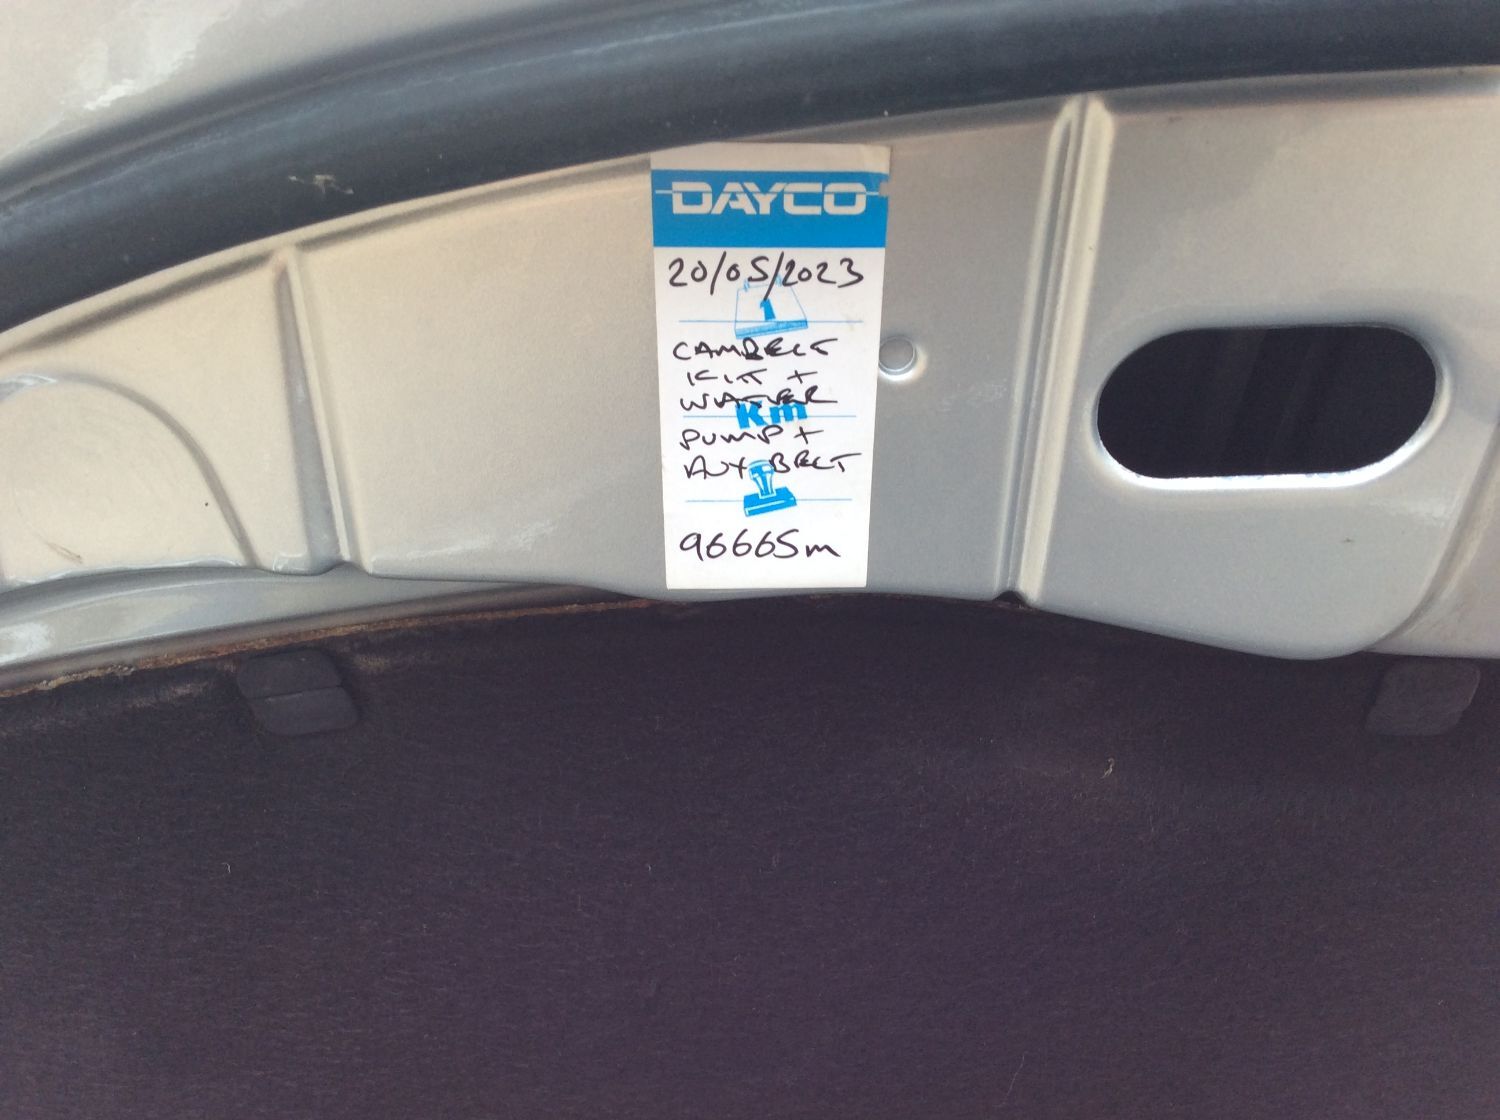 DAYCO
20/05/2023
1
CAMBELT
KIT +
WATER
Km
PUMP +
AUX BELT
96665m